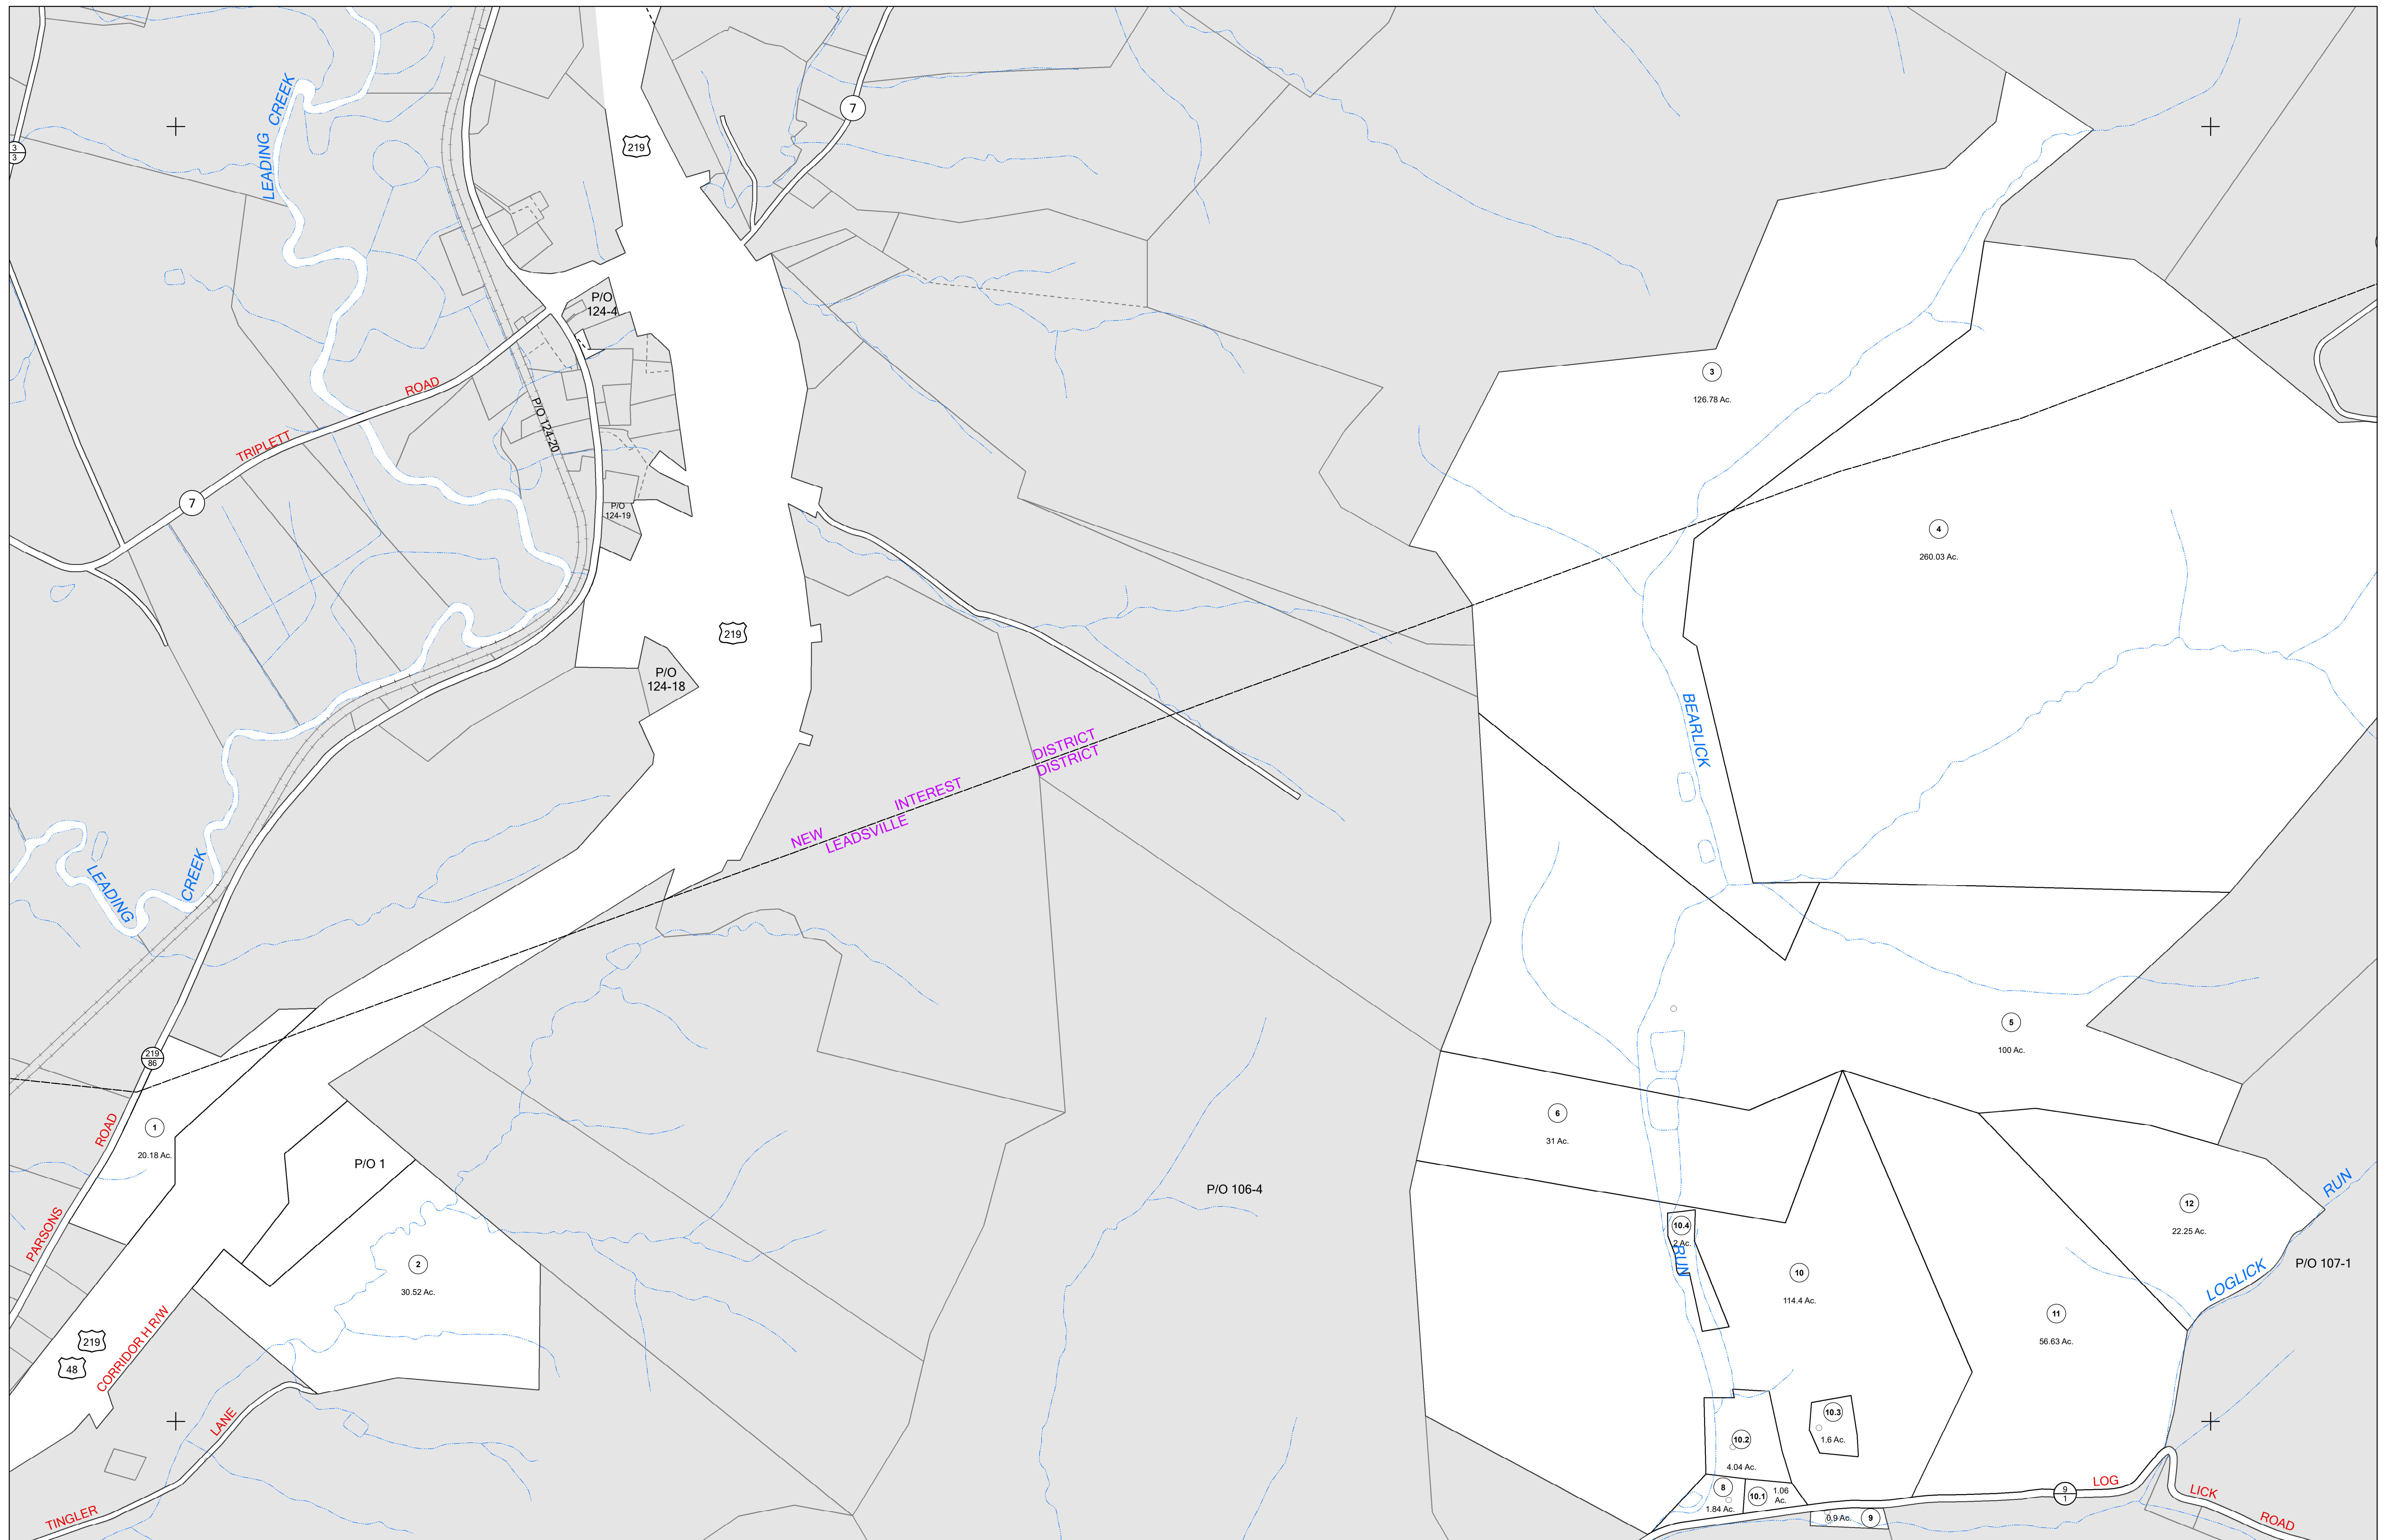 LEADING CREEK
7
219
3
3
P/O
124-4
TRIPLETT ROAD
7
P/O 124-20
P/O
124-19
3
126.78 Ac.
4
260.03 Ac.
219
P/O
124-18
BEARLICK
NEW INTEREST DISTRICT
LEADSVILLE DISTRICT
LEADING CREEK
5
100 Ac.
219
86
PARSONS ROAD
1
20.18 Ac.
P/O 1
6
31 Ac.
P/O 106-4
12
22.25 Ac.
LOGLICK RUN
P/O 107-1
10.4
2 Ac.
RUN
2
30.52 Ac.
10
114.4 Ac.
11
56.63 Ac.
219
48
CORRIDOR H R/W
10.3
1.6 Ac.
10.2
4.04 Ac.
8
1.84 Ac.
10.1
1.06
Ac.
0.9 Ac.
9
9
1
LOG LICK ROAD
TINGLER LANE